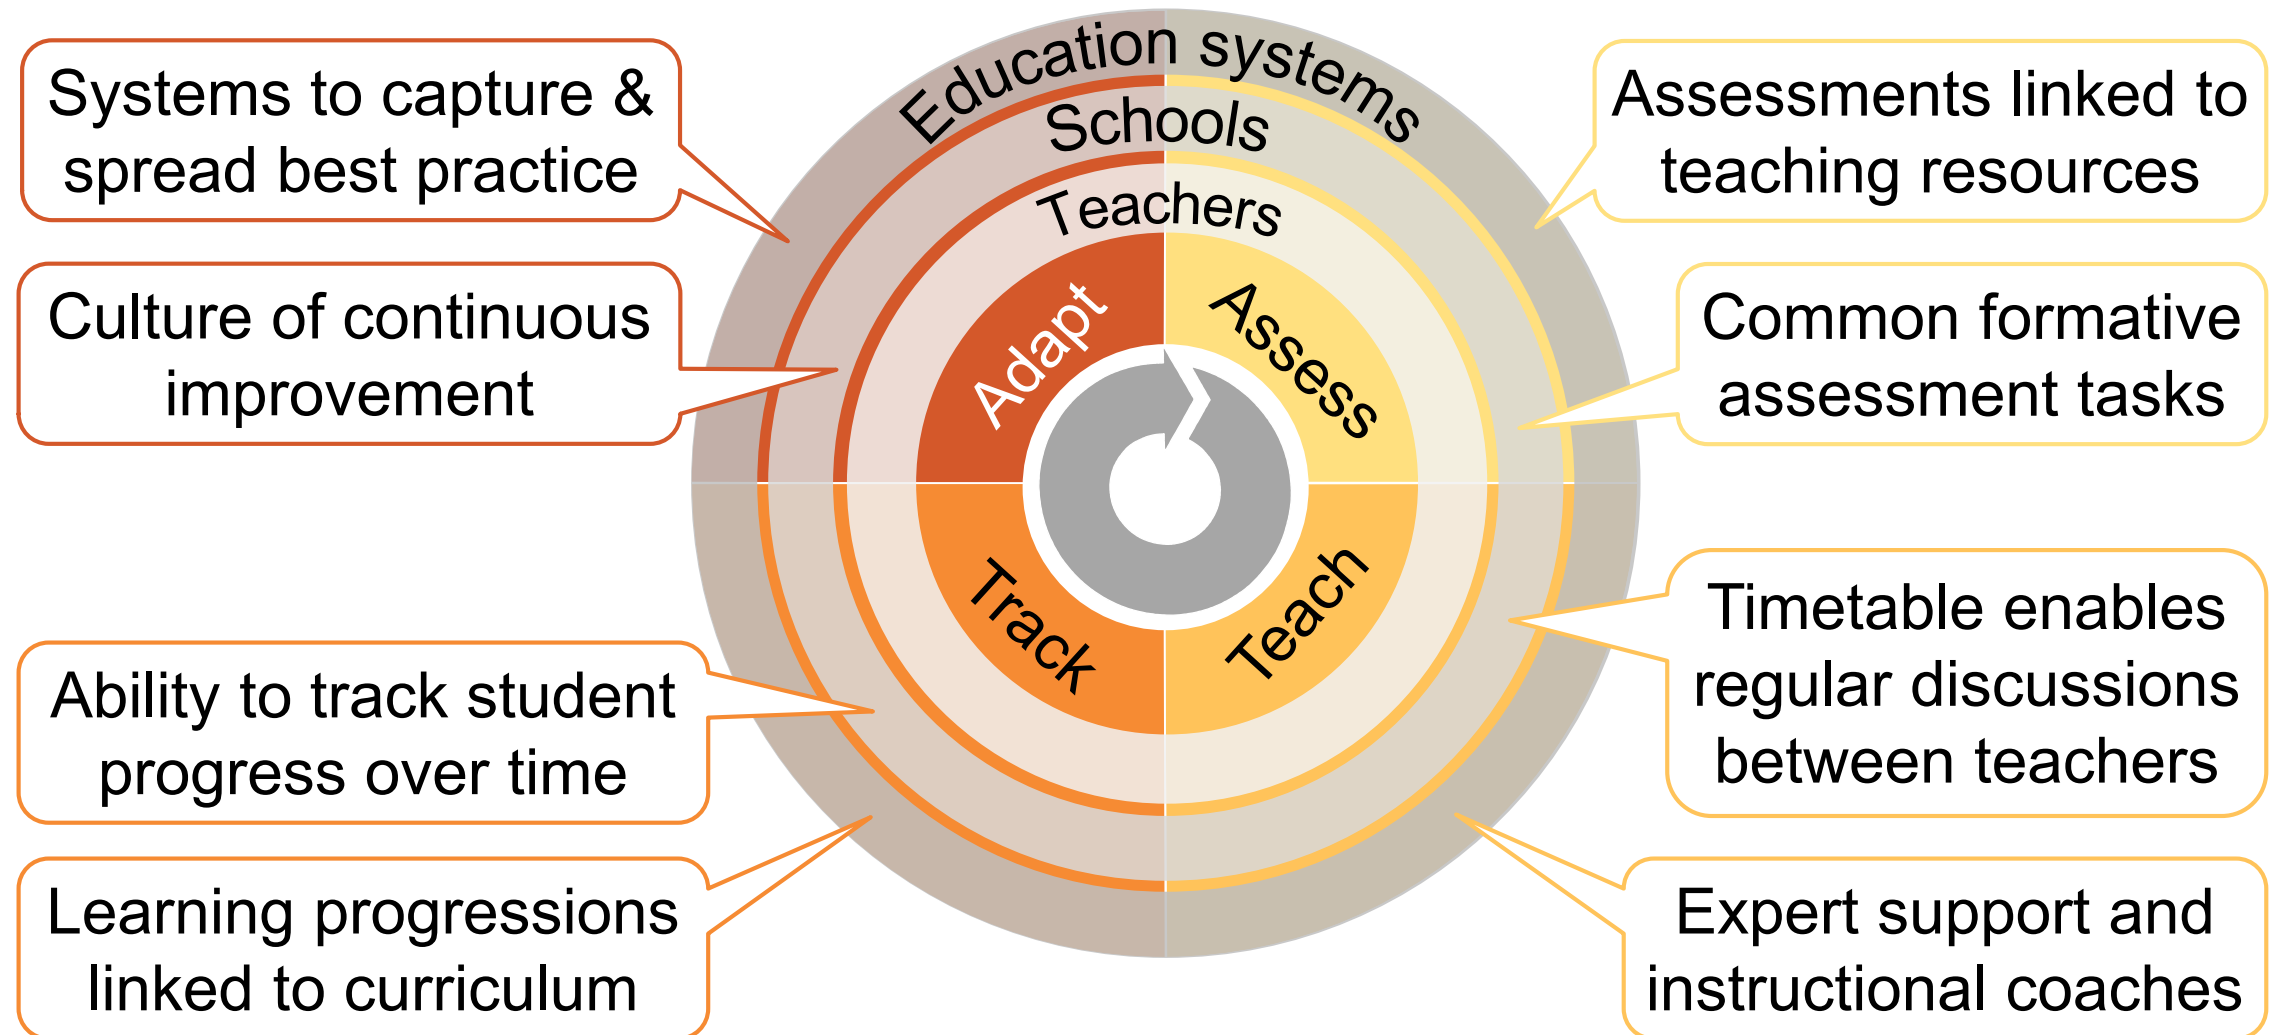 Education systems
Schools
Teachers
Adapt
Assess
Teach
Track
Systems to capture &
spread best practice
Culture of continuous
improvement
Ability to track student
progress over time
Learning progressions
linked to curriculum
Assessments linked to
teaching resources
Common formative
assessment tasks
Timetable enables
regular discussions
between teachers
Expert support and
instructional coaches